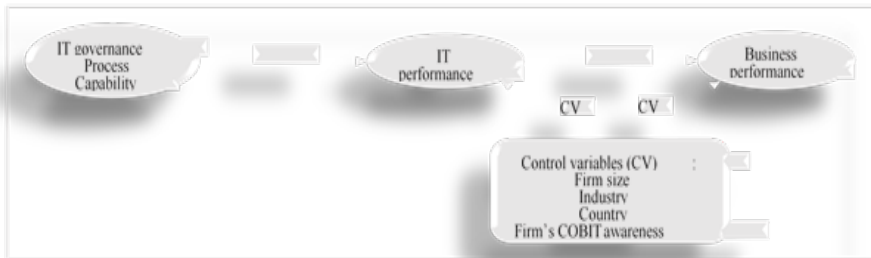 IT governance
Process
Capability
IT
performance
Business
performance
CV
CV
Control variables (CV) :
Firm size
Industry
Country
Firm's COBIT awareness